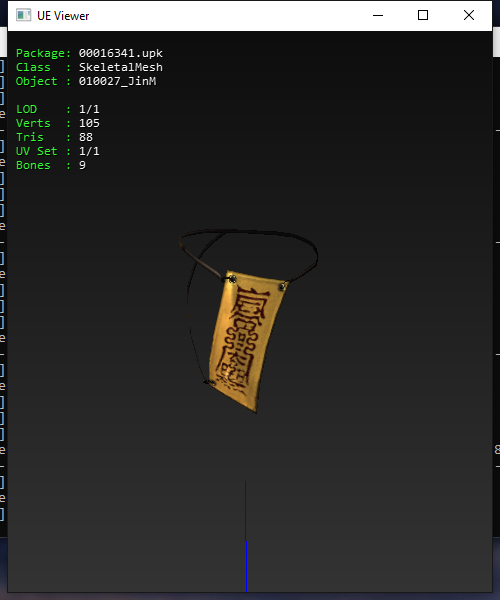 UE Viewer
Package: 00016341.upk
Class : SkeletalMesh
Object : 010027_JinM
LOD : 1/1
Verts : 105
Tris : 88
UV Set : 1/1
Bones : 9